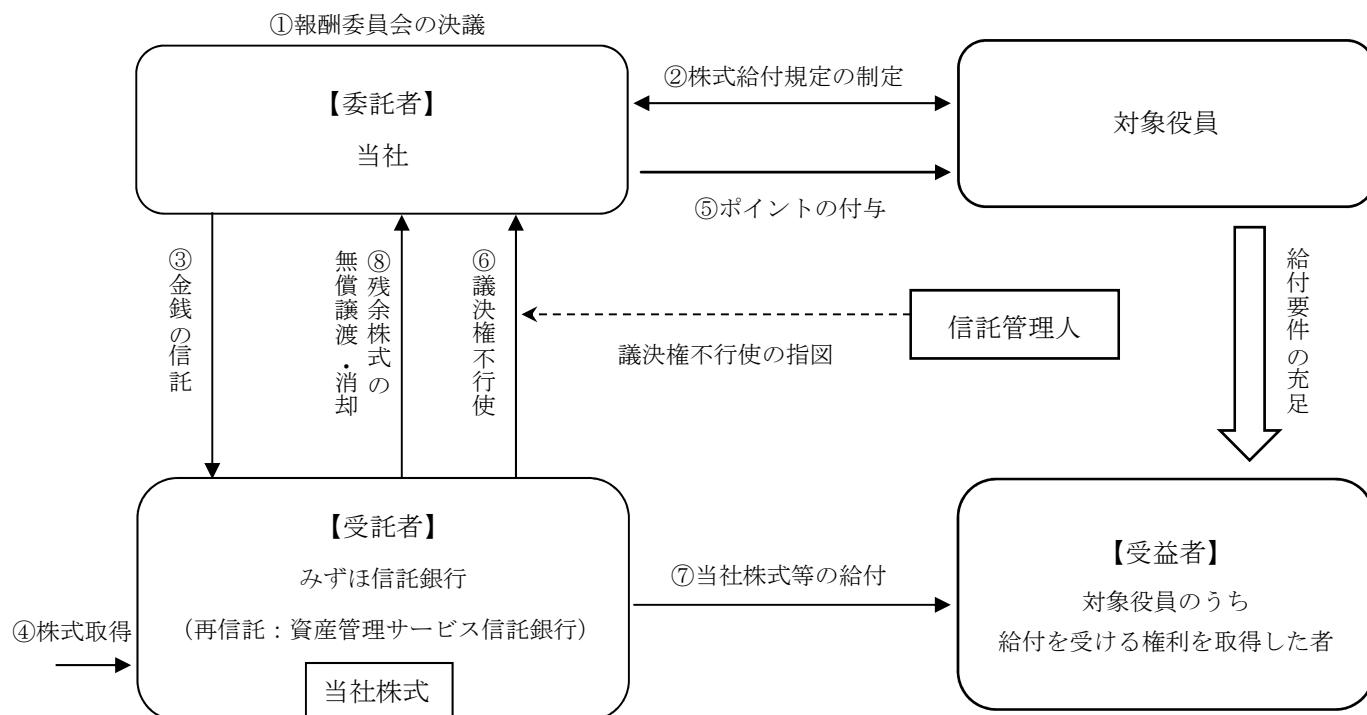 ①報酬委員会の決議
【委託者】
当社
②株式給付規定の制定
対象役員
⑤ポイントの付与
③金銭の信託
⑧残余株式の
無償譲渡・消却
⑥議決権不行使
信託管理人
議決権不行使の指図
給付要件の充足
【受託者】
みずほ信託銀行
(再信託：資産管理サービス信託銀行)
④株式取得
当社株式
⑦当社株式等の給付
【受益者】
対象役員のうち
給付を受ける権利を取得した者